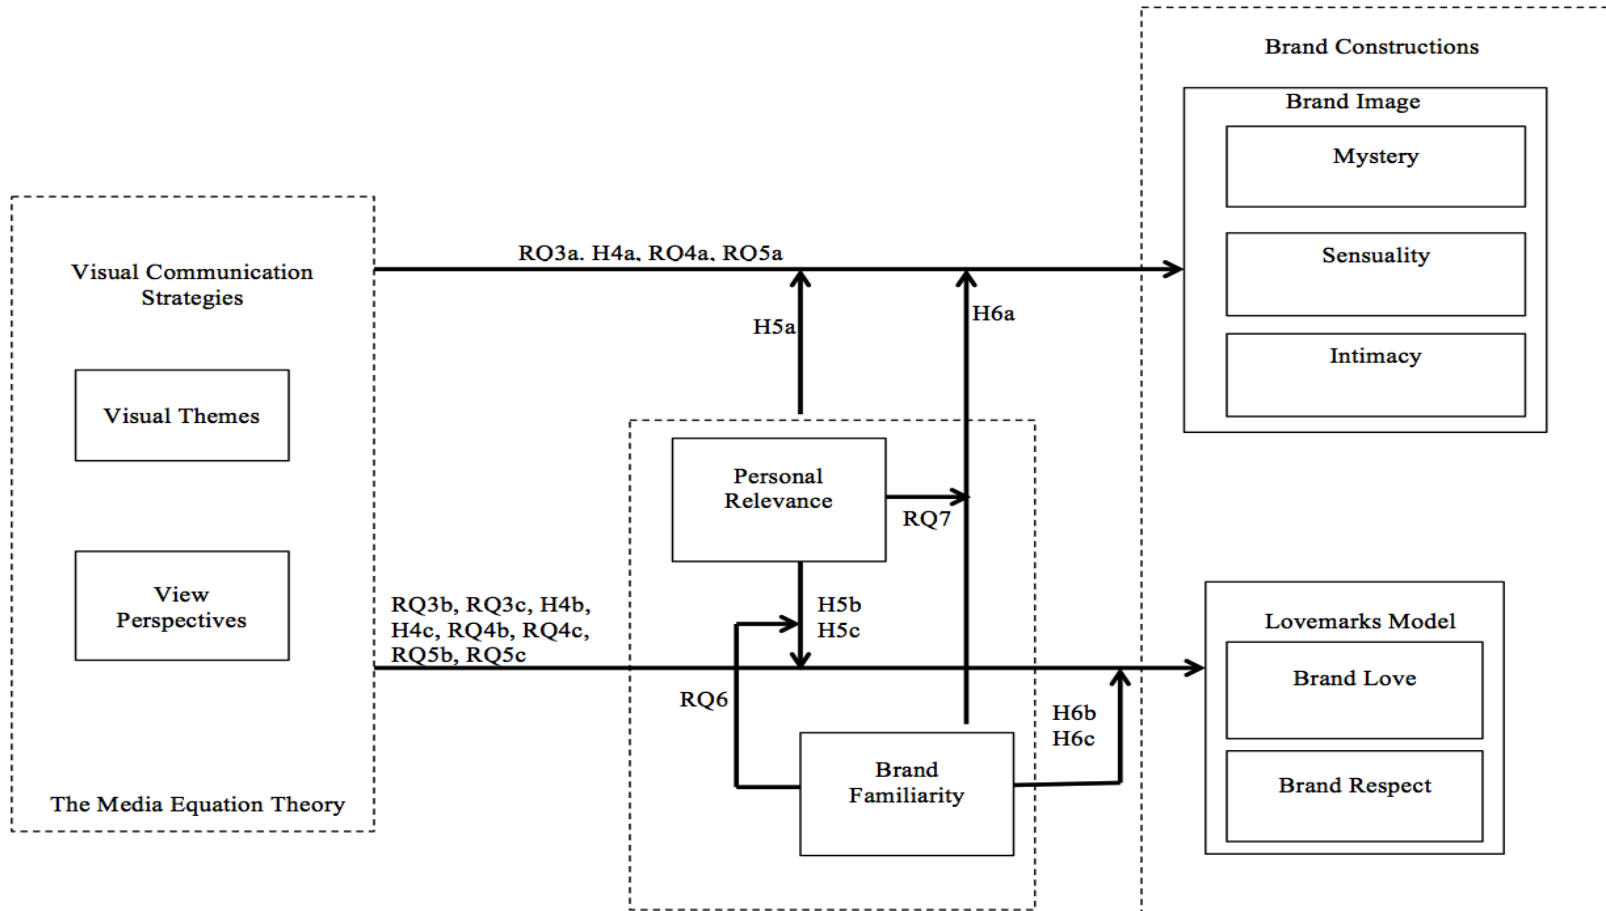 Brand Constructions
Brand Image
Mystery
Sensuality
Intimacy
RQ3a. H4a, RQ4a, RQ5a
Visual Communication
Strategies
H5a
H6a
Visual Themes
Personal
Relevance
RQ7
View
Perspectives
RQ3b, RQ3c, H4b,
H4c, RQ4b, RQ4c,
RQ5b, RQ5c
H5b
H5c
RQ6
Lovemarks Model
Brand Love
H6b
H6c
Brand
Familiarity
Brand Respect
The Media Equation Theory